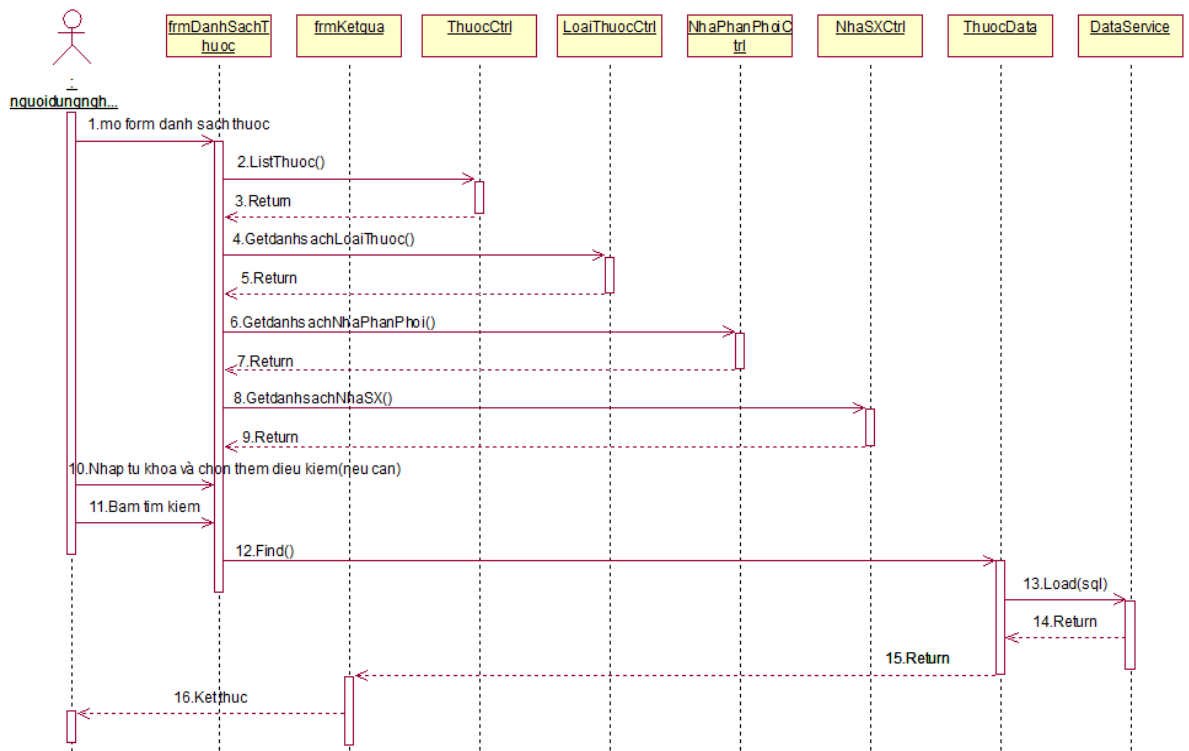 frmDanhSachT
huoc
frmKetqua
ThuocCtrl
LoaiThuocCtrl
NhaPhanPhoiC
trl
NhaSXCtrl
ThuocData
DataService
:
nguoidungngh...
1.mo form danh sach thuoc
2.ListThuoc()
3.Return
4.GetdanhsachLoaiThuoc()
5.Return
6.GetdanhsachNhaPhanPhoi()
7.Return
8.GetdanhsachNhaSX()
9.Return
10.Nhap tu khoa và chon them dieu kiem(neu can)
11.Bam tim kiem
12.Find()
13.Load(sql)
14.Return
15.Return
16.Ket thuc